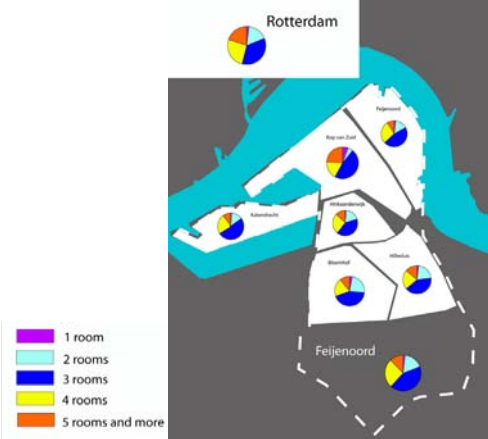 Rotterdam
Feijenoord
Kop van Zuid
Afrikaanderwijk
Katendrecht
Bloemhof
Hillesluis
Feijenoord
1 room
2 rooms
3 rooms
4 rooms
5 rooms and more